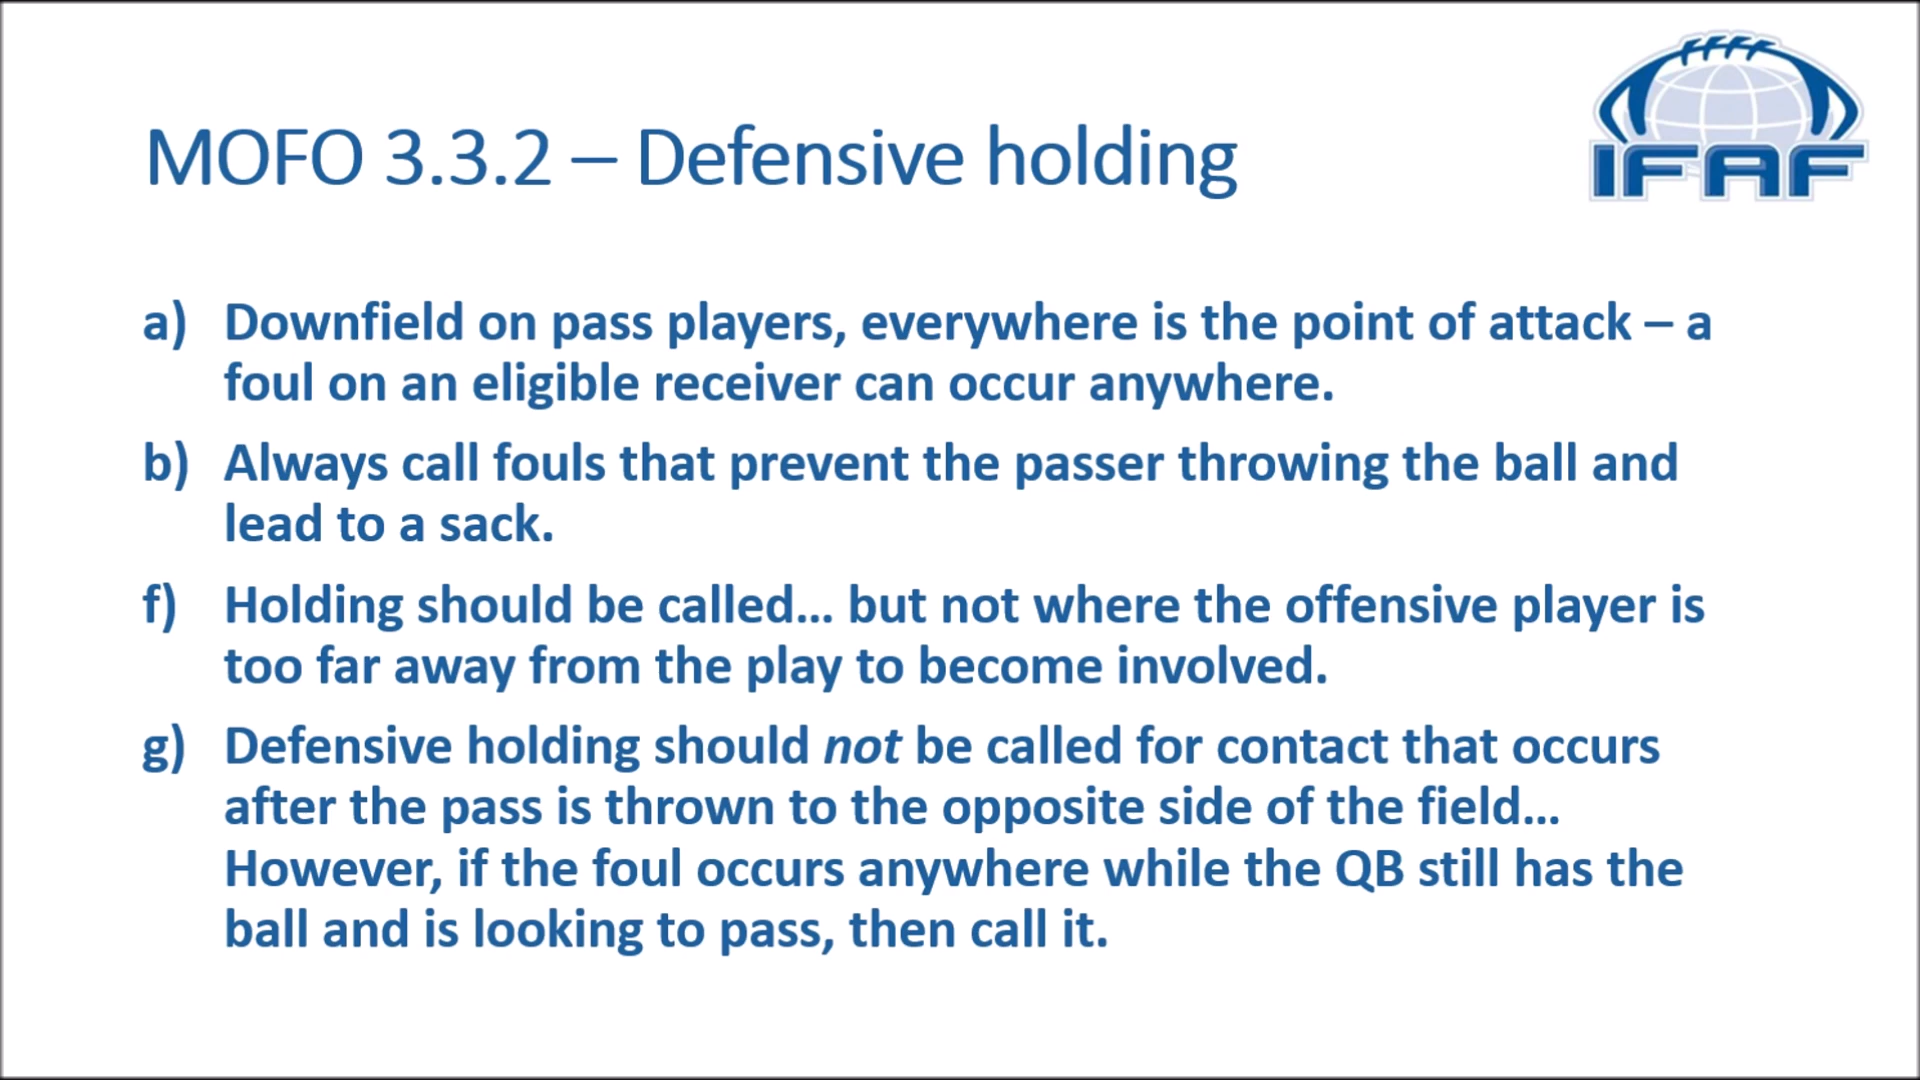 MOFO 3.3.2 – Defensive holding
IFAF
a) Downfield on pass players, everywhere is the point of attack – a
foul on an eligible receiver can occur anywhere.
b) Always call fouls that prevent the passer throwing the ball and
lead to a sack.
f) Holding should be called... but not where the offensive player is
too far away from the play to become involved.
g) Defensive holding should not be called for contact that occurs
after the pass is thrown to the opposite side of the field...
However, if the foul occurs anywhere while the QB still has the
ball and is looking to pass, then call it.